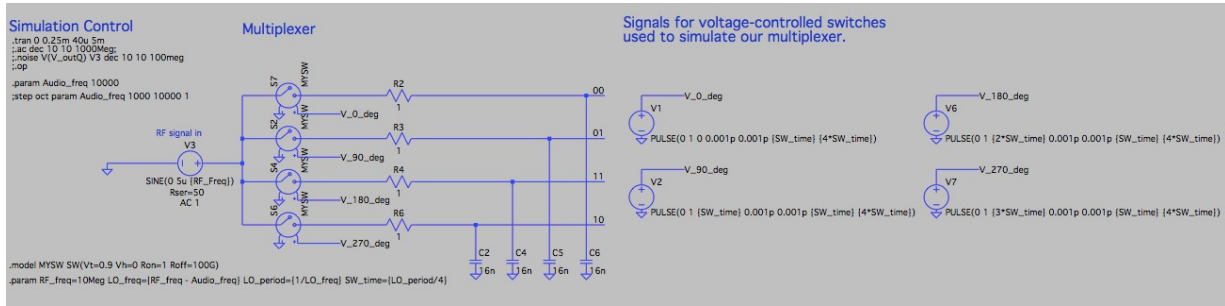 Simulation Control
.tran 0 0.25m 40u 5m
;.ac dec 10 10 1000Meg;
;.noise V(V_outQ) V3 dec 10 10 100meg
;.op
.param Audio_freq 10000
;step oct param Audio_freq 1000 10000 1
Multiplexer
Signals for voltage-controlled switches
used to simulate our multiplexer.
S7
MYSW
R2
1
00
V_0_deg
S2
MYSW
R3
1
01
V_90_deg
RF signal in
V3
SINE(0 5u {RF_Freq})
Rser=50
AC 1
S4
MYSW
R4
1
11
V_180_deg
S6
MYSW
R6
1
10
V_270_deg
C2
16n
C4
16n
C5
16n
C6
16n
.model MYSW SW(Vt=0.9 Vh=0 Ron=1 Roff=100G)
.param RF_freq=10Meg LO_freq={RF_freq - Audio_freq} LO_period={1/LO_freq} SW_time={LO_period/4}
V_0_deg
V1
PULSE(0 1 0 0.001p 0.001p {SW_time} {4*SW_time})
V_180_deg
V6
PULSE(0 1 {2*SW_time} 0.001p 0.001p {SW_time} {4*SW_time})
V_90_deg
V2
PULSE(0 1 {SW_time} 0.001p 0.001p {SW_time} {4*SW_time})
V_270_deg
V7
PULSE(0 1 {3*SW_time} 0.001p 0.001p {SW_time} {4*SW_time})